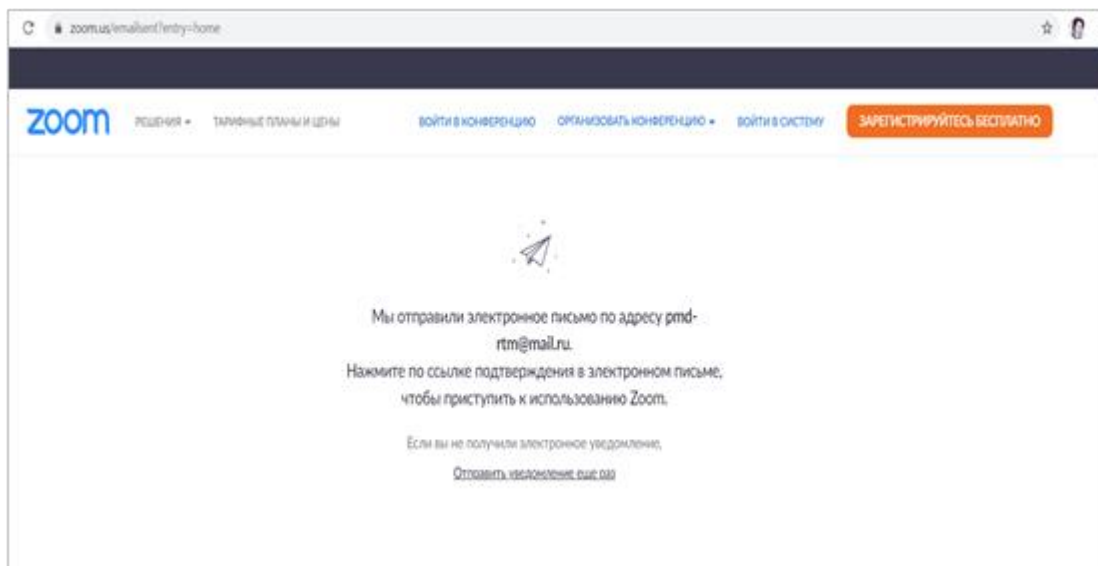 zoom.us/emailsent?entry=home
zoom РЕШЕНИЯ ТАРИФНЫЕ ПЛАНЫ И ЦЕНЫ ВОЙТИ В КОНФЕРЕНЦИЮ ОРГАНИЗОВАТЬ КОНФЕРЕНЦИЮ ВОЙТИ В СИСТЕМУ ЗАРЕГИСТРИРУЙТЕСЬ БЕСПЛАТНО
Мы отправили электронное письмо по адресу pmd-
rtm@mail.ru.
Нажмите по ссылке подтверждения в электронном письме,
чтобы приступить к использованию Zoom.
Если вы не получили электронное уведомление,
Отправить уведомление еще раз